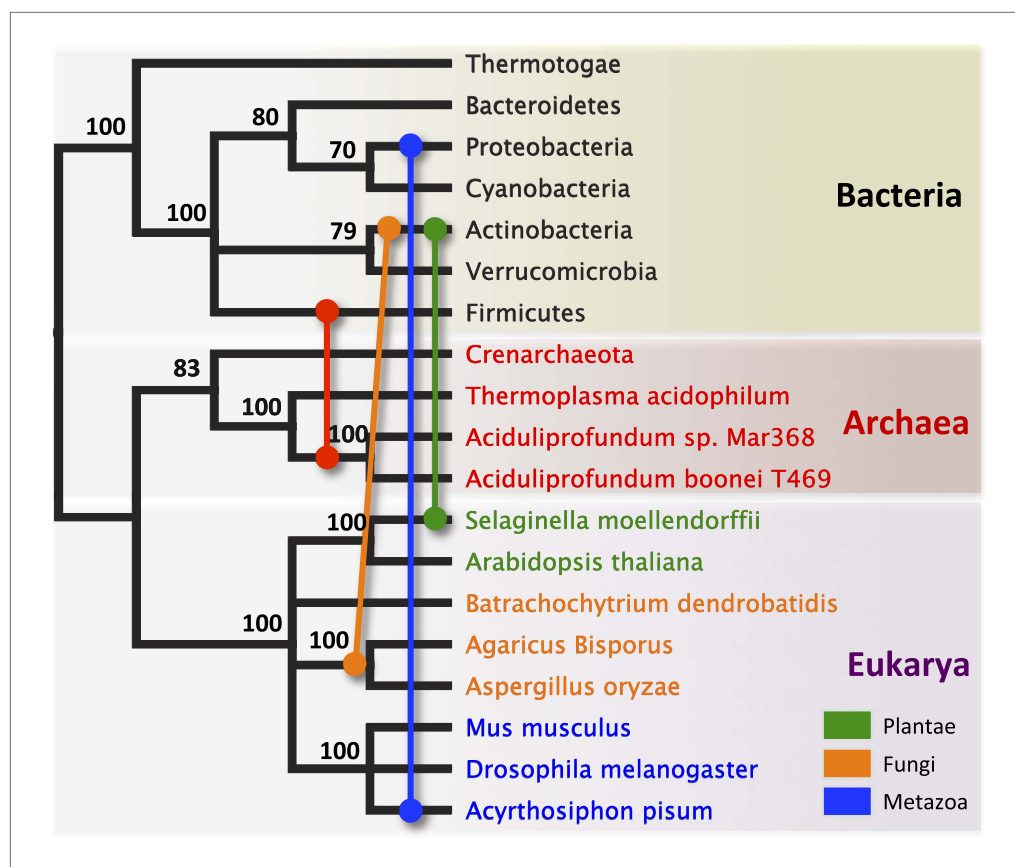 Thermotogae
100
80
Bacteroidetes
70
Proteobacteria
Cyanobacteria
Bacteria
100
79
Actinobacteria
Verrucomicrobia
Firmicutes
83
Crenarchaeota
100
Thermoplasma acidophilum
100
Aciduliprofundum sp. Mar368
Archaea
Aciduliprofundum boonei T469
100
Selaginella moellendorffii
Arabidopsis thaliana
Batrachochytrium dendrobatidis
100
100
Agaricus Bisporus
Eukarya
Aspergillus oryzae
Mus musculus
Plantae
100
Drosophila melanogaster
Fungi
Metazoa
Acyrthosiphon pisum